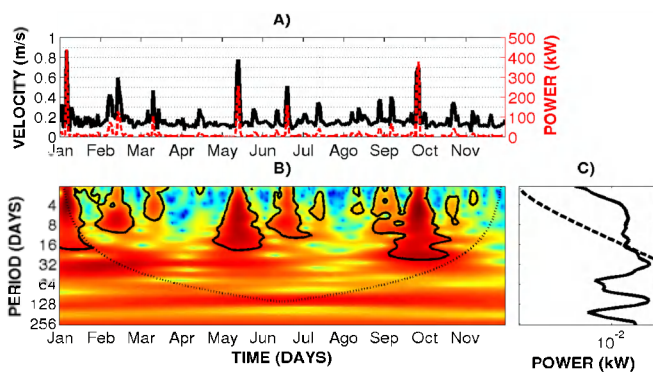 A)
VELOCITY (m/s)
1
0.8
0.6
0.4
0.2
0
500
400
300
200
100
0
POWER (kW)
Jan Feb Mar Apr May Jun Jul Ago Sep Oct Nov
B)
C)
PERIOD (DAYS)
4
8
16
32
64
128
256
Jan Feb Mar Apr May Jun Jul Ago Sep Oct Nov
TIME (DAYS)
10-2
POWER (kW)